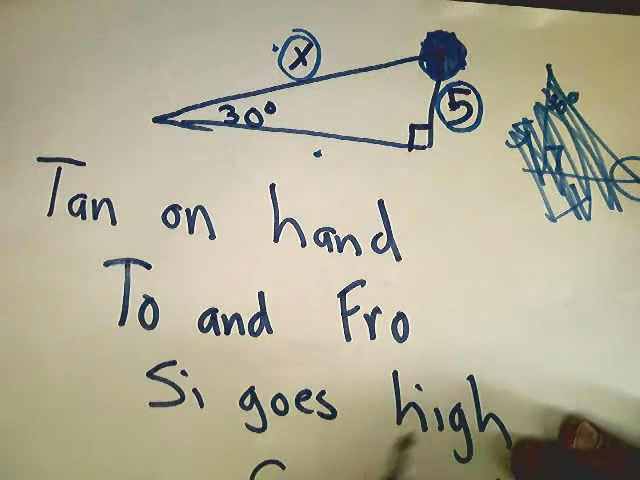 x
30° 5
Tan on hand
To and Fro
Si goes high